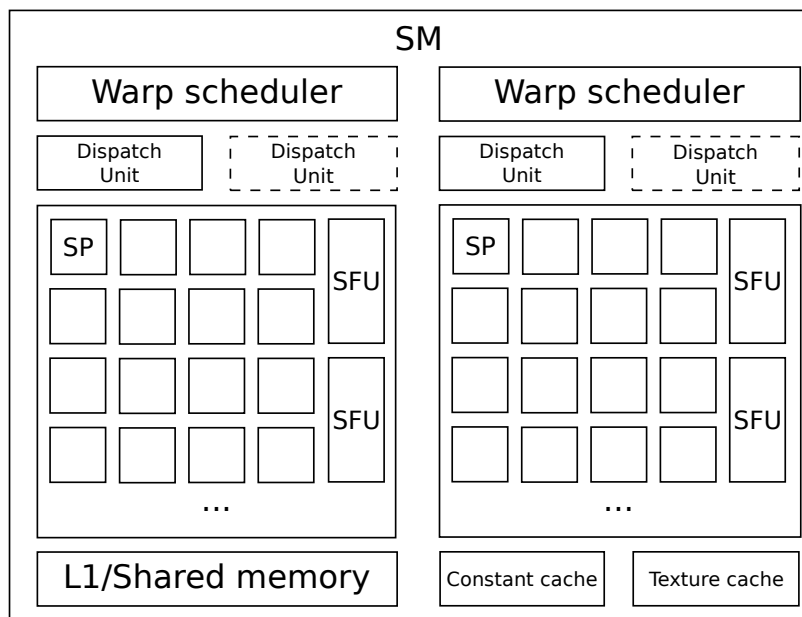 SM
Warp scheduler
Warp scheduler
Dispatch
Unit
Dispatch
Unit
Dispatch
Unit
Dispatch
Unit
SP
SFU
SFU
...
SP
SFU
SFU
...
L1/Shared memory
Constant cache
Texture cache